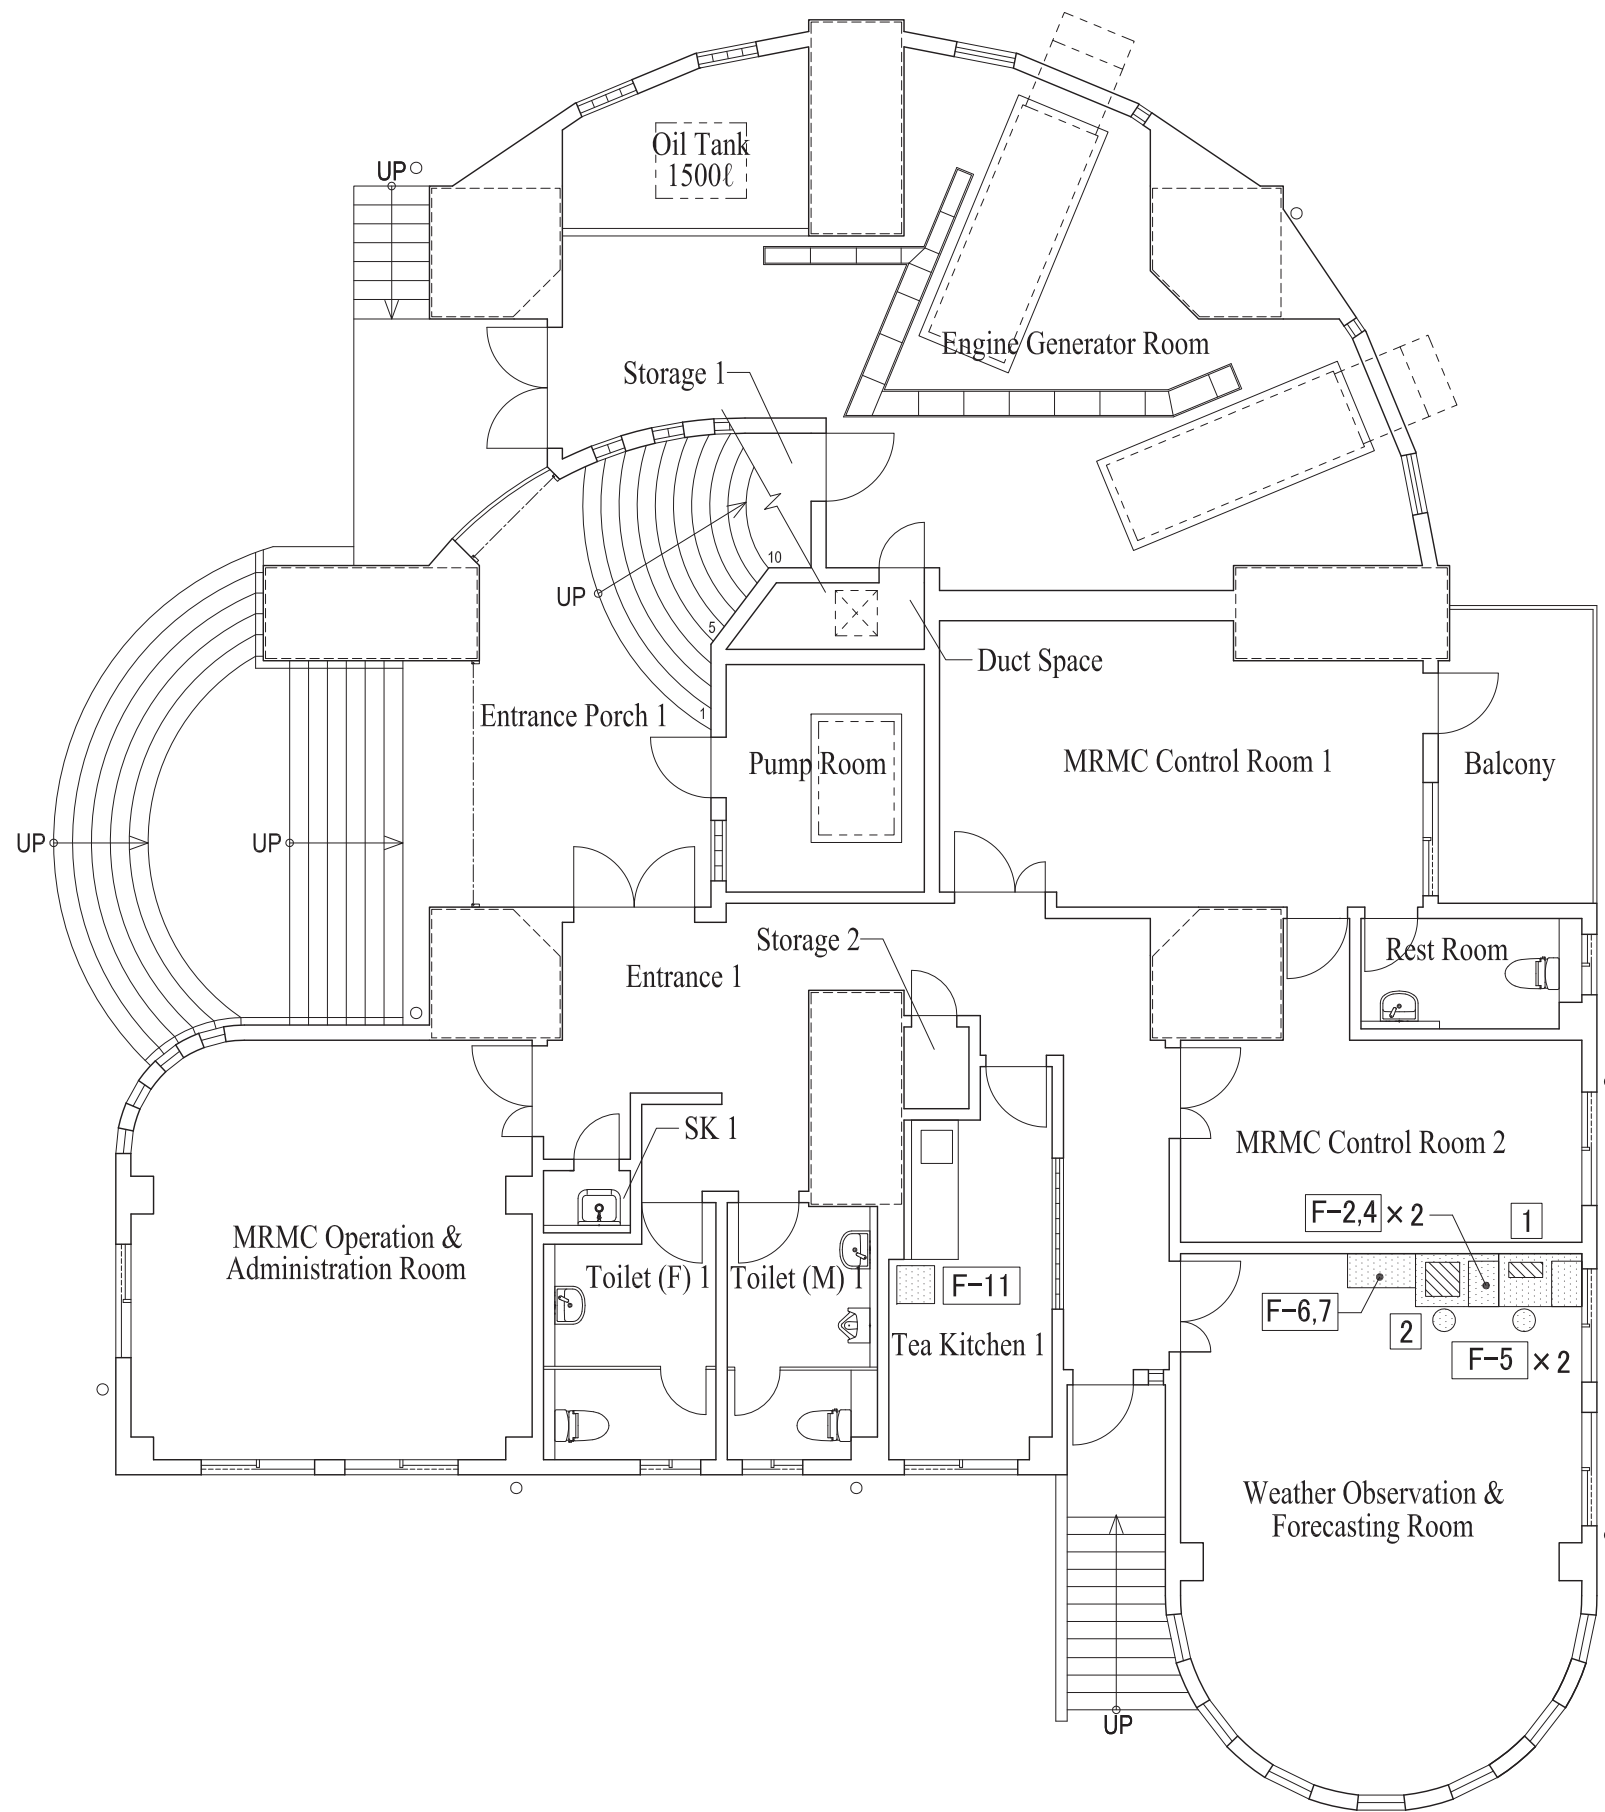 Oil Tank
1500ℓ
UP
Engine Generator Room
Storage 1
10
UP
5
Duct Space
1
Entrance Porch 1
Pump Room
MRMC Control Room 1
Balcony
UP
UP
Storage 2
Rest Room
Entrance 1
SK 1
MRMC Control Room 2
F-2,4 × 2
1
MRMC Operation &
Administration Room
Toilet (F) 1
Toilet (M) 1
F-11
F-6,7
2
Tea Kitchen 1
F-5 × 2
Weather Observation &
Forecasting Room
UP